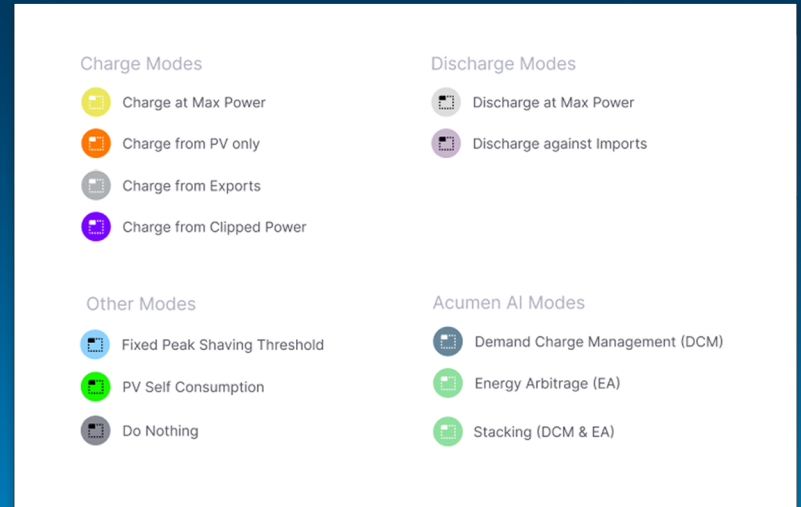 Charge Modes
Charge at Max Power
Charge from PV only
Charge from Exports
Charge from Clipped Power
Discharge Modes
Discharge at Max Power
Discharge against Imports
Other Modes
Fixed Peak Shaving Threshold
PV Self Consumption
Do Nothing
Acumen AI Modes
Demand Charge Management (DCM)
Energy Arbitrage (EA)
Stacking (DCM & EA)